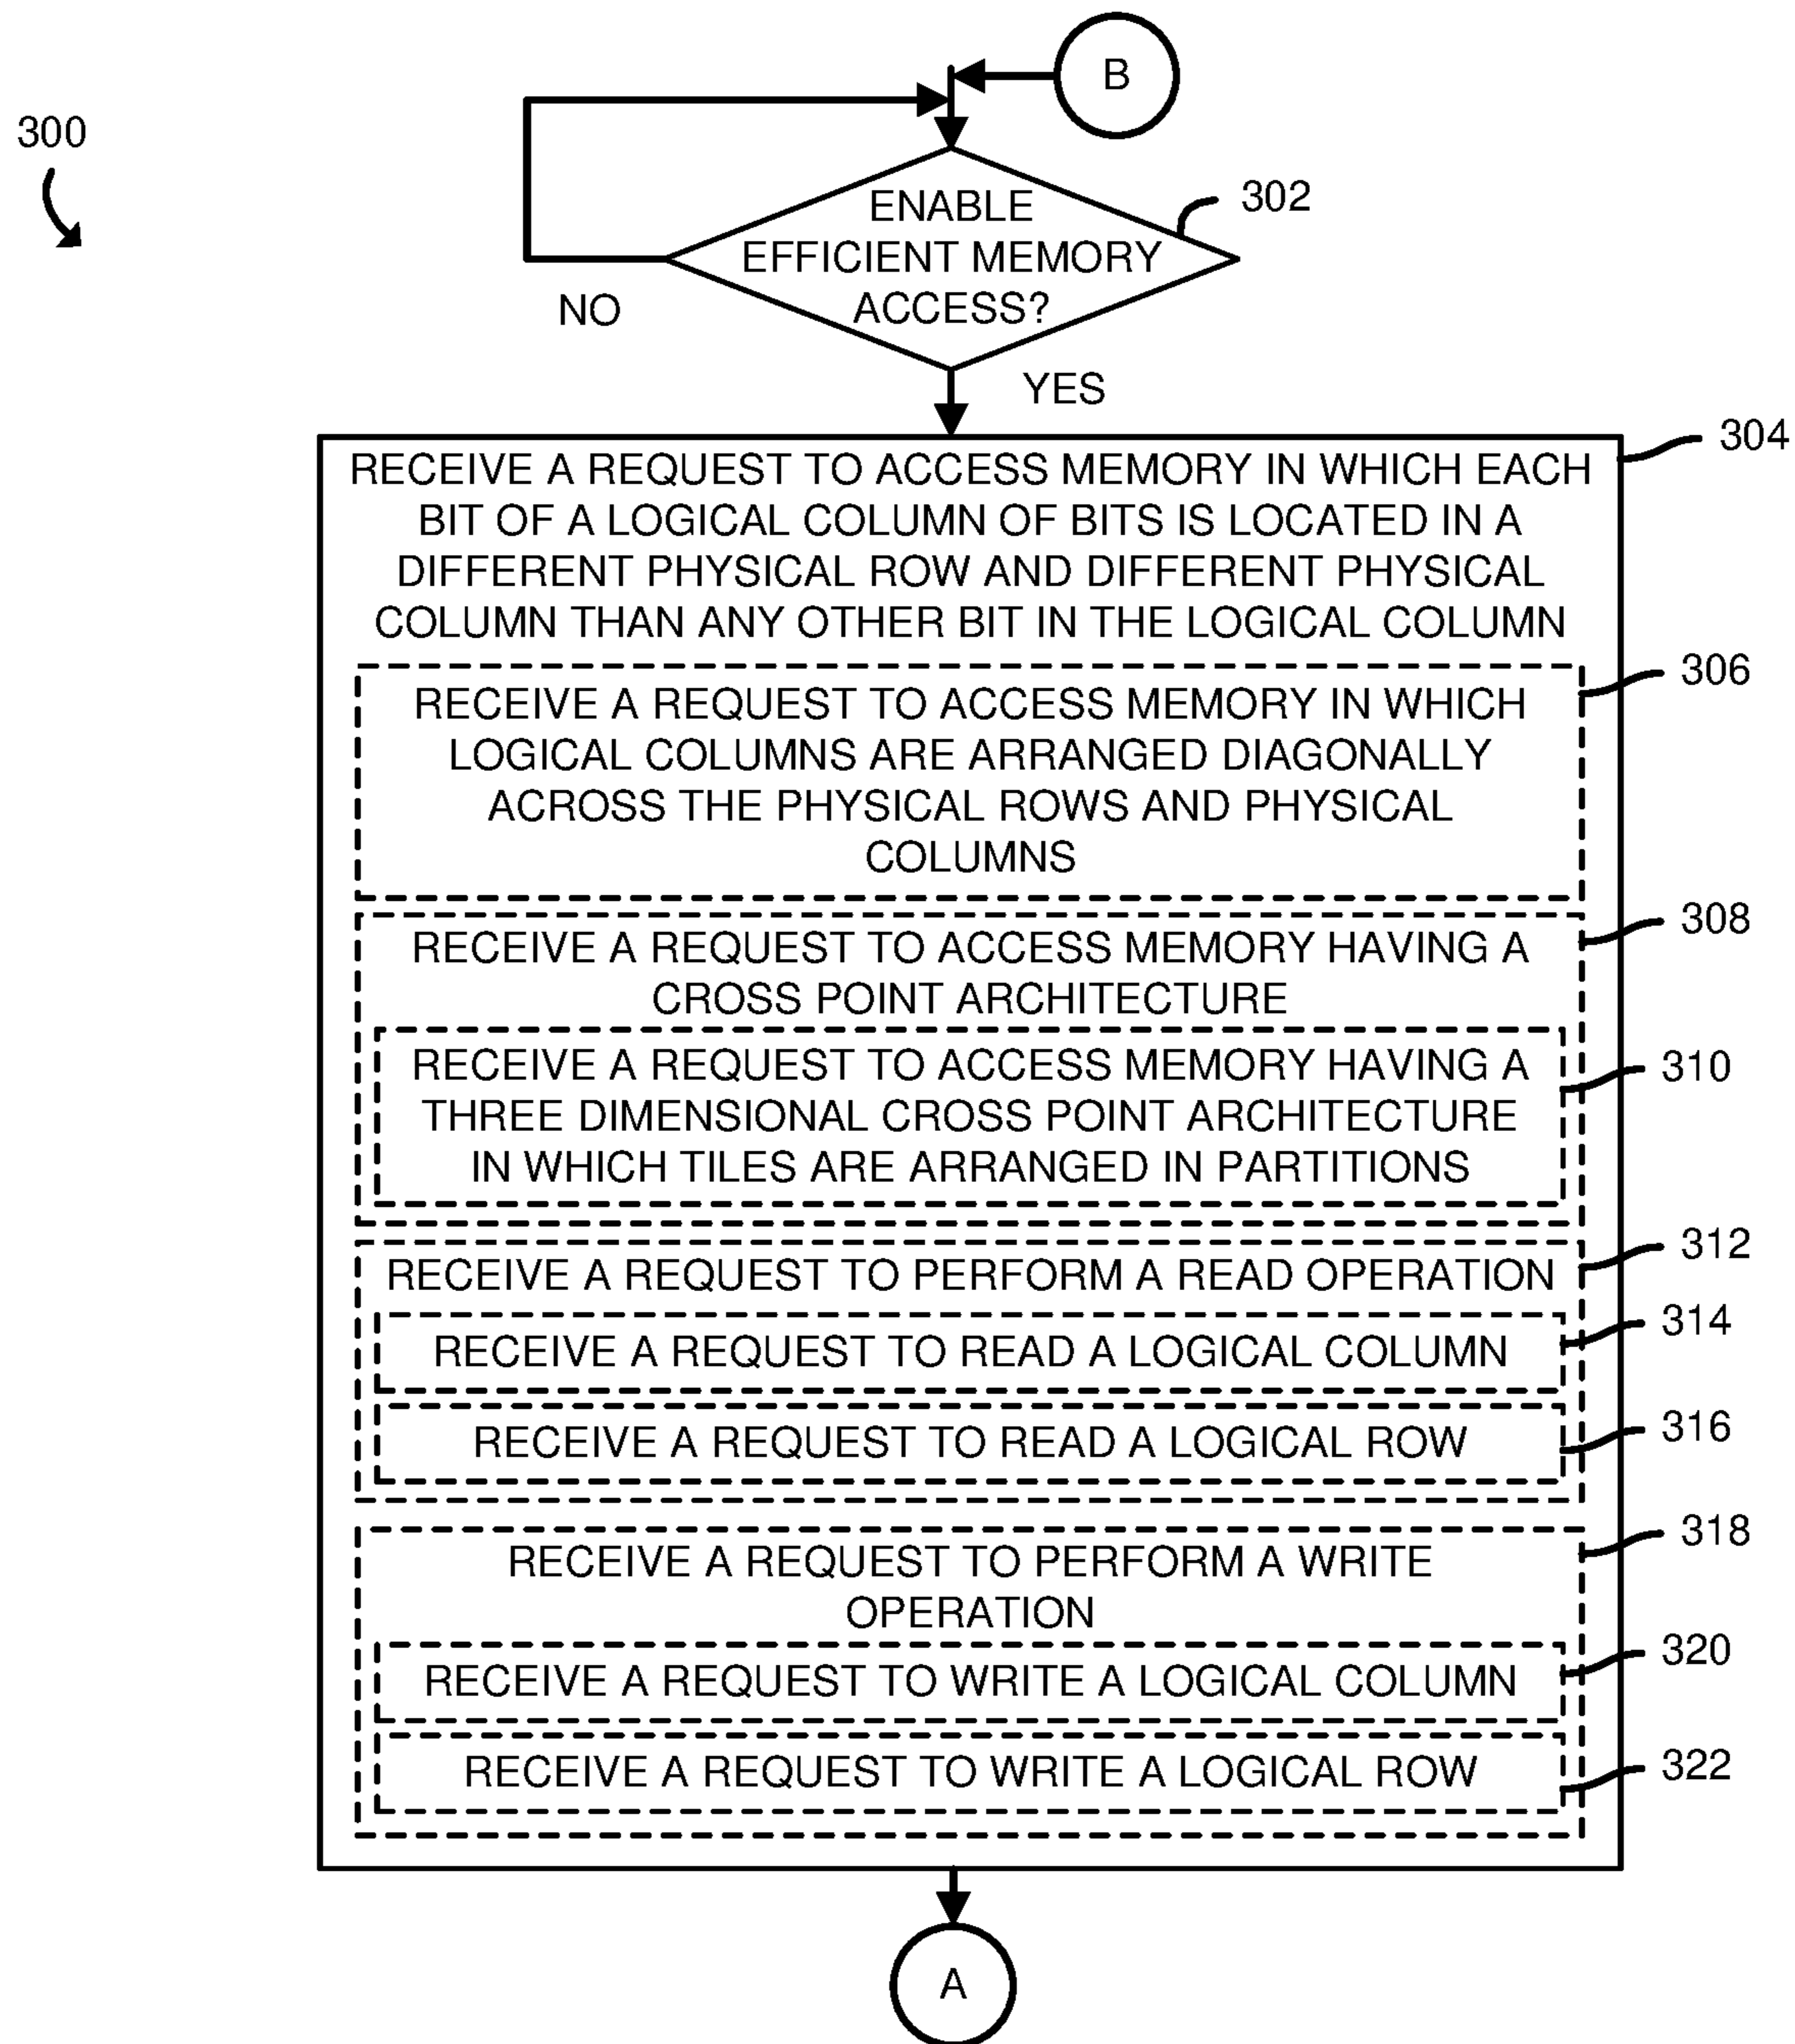 B
300
302
ENABLE
EFFICIENT MEMORY
ACCESS?
NO
YES
304
RECEIVE A REQUEST TO ACCESS MEMORY IN WHICH EACH
BIT OF A LOGICAL COLUMN OF BITS IS LOCATED IN A
DIFFERENT PHYSICAL ROW AND DIFFERENT PHYSICAL
COLUMN THAN ANY OTHER BIT IN THE LOGICAL COLUMN
306
RECEIVE A REQUEST TO ACCESS MEMORY IN WHICH
LOGICAL COLUMNS ARE ARRANGED DIAGONALLY
ACROSS THE PHYSICAL ROWS AND PHYSICAL
COLUMNS
308
RECEIVE A REQUEST TO ACCESS MEMORY HAVING A
CROSS POINT ARCHITECTURE
310
RECEIVE A REQUEST TO ACCESS MEMORY HAVING A
THREE DIMENSIONAL CROSS POINT ARCHITECTURE
IN WHICH TILES ARE ARRANGED IN PARTITIONS
312
RECEIVE A REQUEST TO PERFORM A READ OPERATION
314
RECEIVE A REQUEST TO READ A LOGICAL COLUMN
316
RECEIVE A REQUEST TO READ A LOGICAL ROW
318
RECEIVE A REQUEST TO PERFORM A WRITE
OPERATION
320
RECEIVE A REQUEST TO WRITE A LOGICAL COLUMN
322
RECEIVE A REQUEST TO WRITE A LOGICAL ROW
A